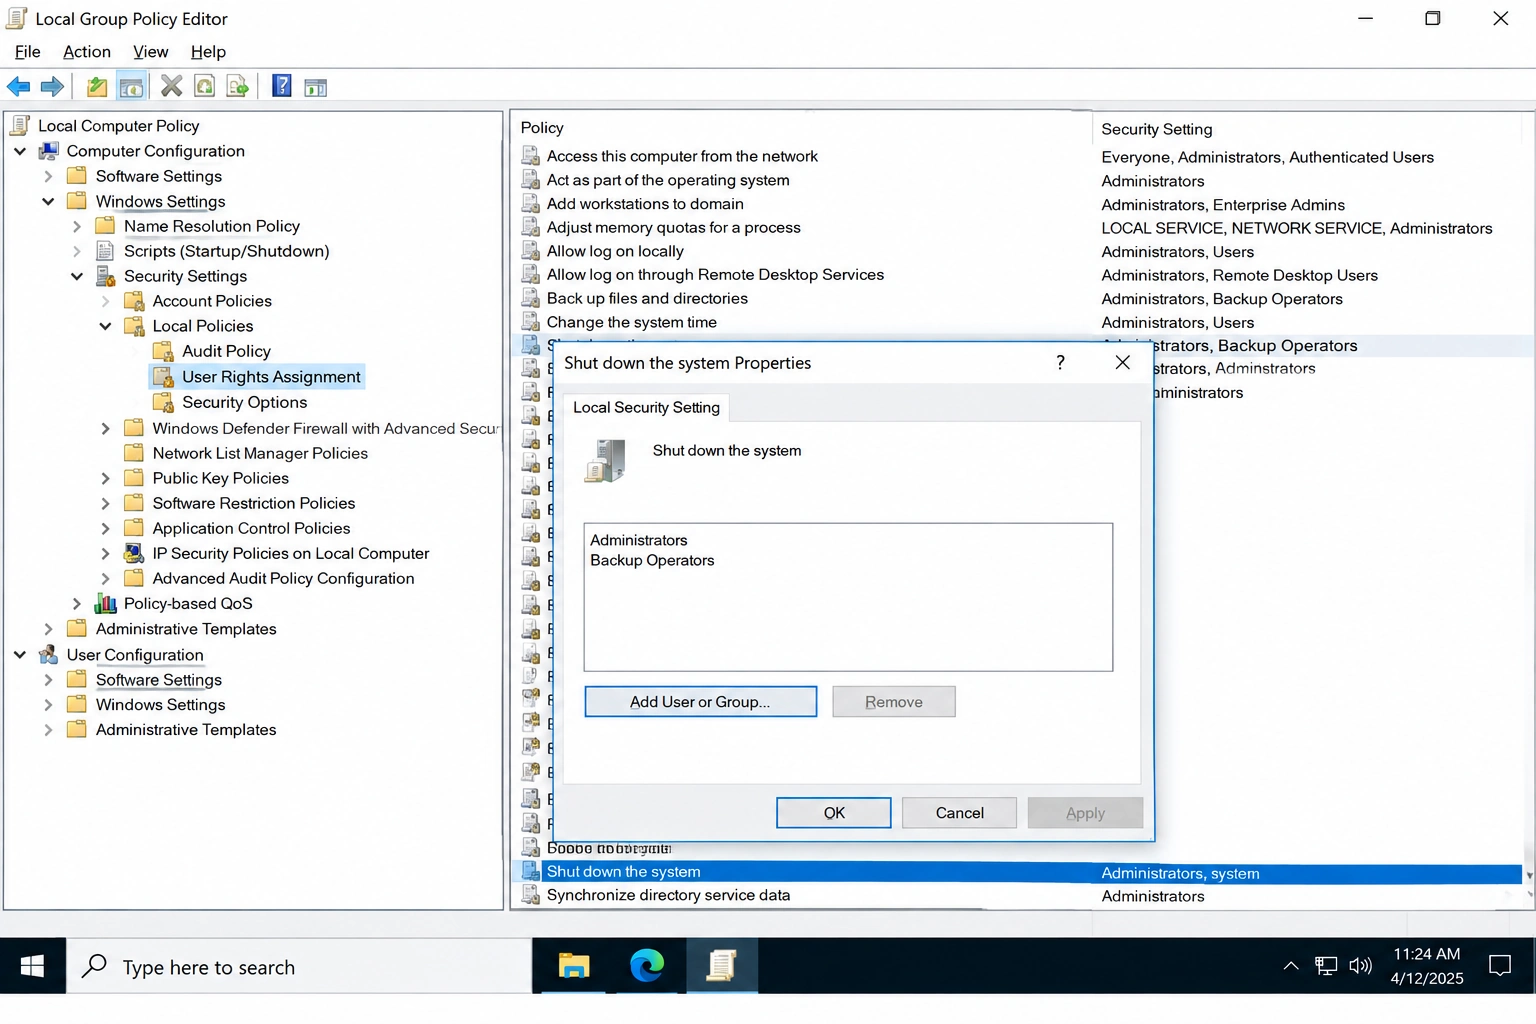 Local Group Policy Editor
File Action View Help
Local Computer Policy
Computer Configuration
Software Settings
Windows Settings
Name Resolution Policy
Scripts (Startup/Shutdown)
Security Settings
Account Policies
Local Policies
Audit Policy
User Rights Assignment
Security Options
Windows Defender Firewall with Advanced Secur
Network List Manager Policies
Public Key Policies
Software Restriction Policies
Application Control Policies
IP Security Policies on Local Computer
Advanced Audit Policy Configuration
Policy-based QoS
Administrative Templates
User Configuration
Software Settings
Windows Settings
Administrative Templates
Policy Security Setting
Access this computer from the network Everyone, Administrators, Authenticated Users
Act as part of the operating system Administrators
Add workstations to domain Administrators, Enterprise Admins
Adjust memory quotas for a process LOCAL SERVICE, NETWORK SERVICE, Administrators
Allow log on locally Administrators, Users
Allow log on through Remote Desktop Services Administrators, Remote Desktop Users
Back up files and directories Administrators, Backup Operators
Change the system time Administrators, Users
strators, Backup Operators
strators, Administrators
ministrators
Shut down the system Properties ?
Local Security Setting
Shut down the system
Administrators
Backup Operators
Add User or Group... Remove
OK Cancel Apply
Shut down the system Administrators, system
Synchronize directory service data Administrators
Type here to search
11:24 AM
4/12/2025